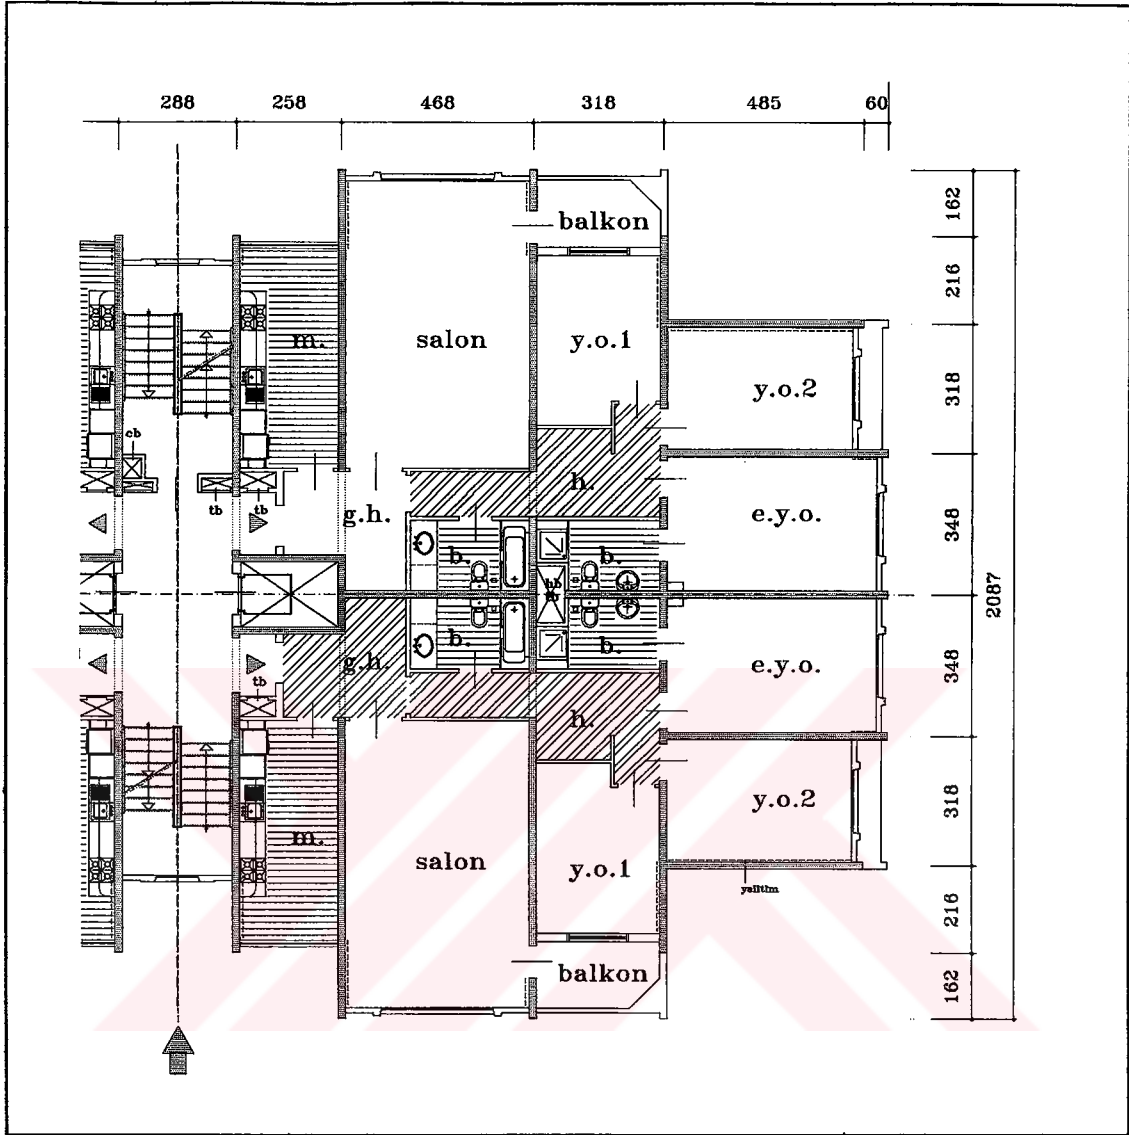 288 258 468 318 485 60
162
balkon
216
m. salon y.o.1
318
y.o.2
cb
h.
tb tb
g.h. e.y.o.
348
b. b.
2087
b. b.
g.h. e.y.o.
348
tb
h.
y.o.2
318
m. salon y.o.1
216
balkon
162